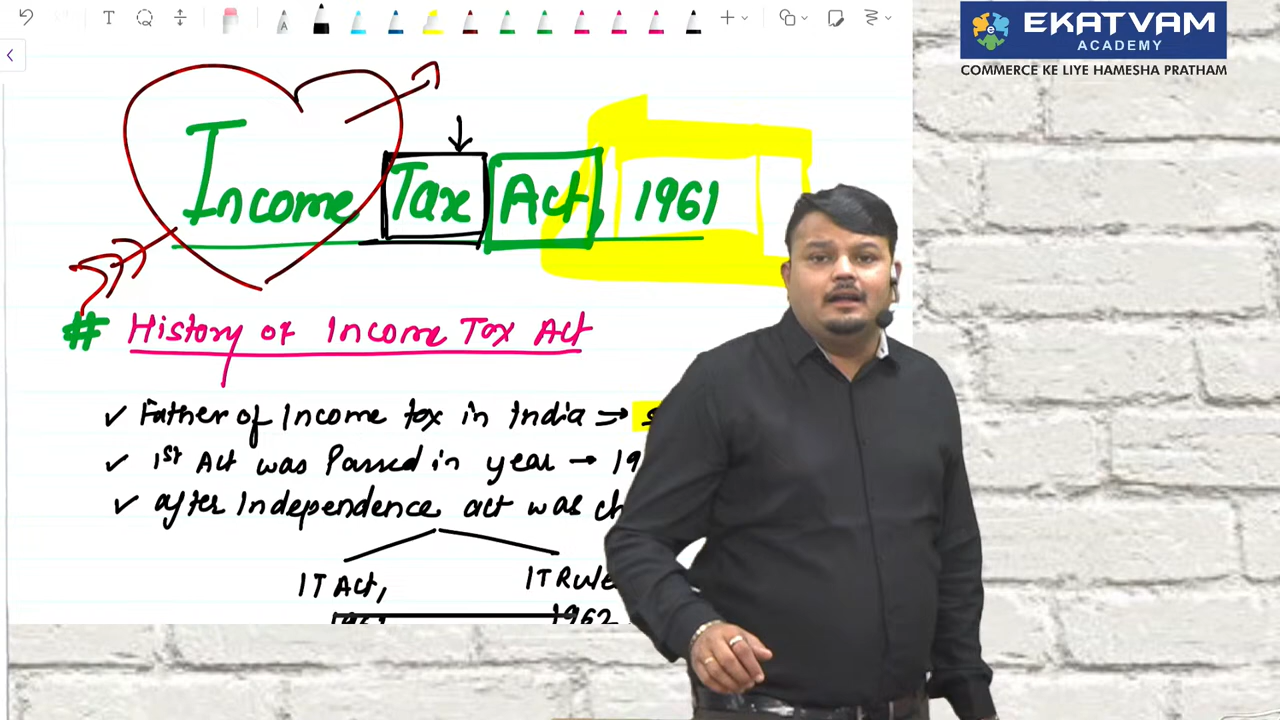 EKATVAM
ACADEMY
COMMERCE KE LIYE HAMESHA PRATHAM
Income Tax Act, 1961
# History of Income Tax Act
✓ Father of Income tax in India →
✓ 1st Act was Passed in year →
✓ after Independence act was
IT Act,
IT Rule
1962